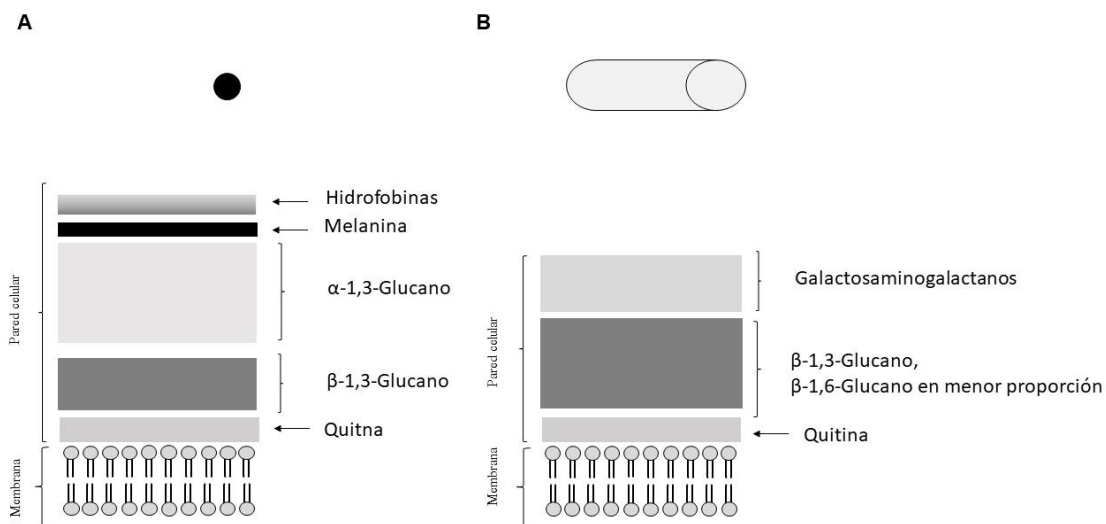 A
B
Hidrofobinas
Melanina
α-1,3-Glucano
β-1,3-Glucano
Quitna
Pared celular
Membrana
Galactosaminogalactanos
β-1,3-Glucano,
β-1,6-Glucano en menor proporción
Quitina
Pared celular
Membrana